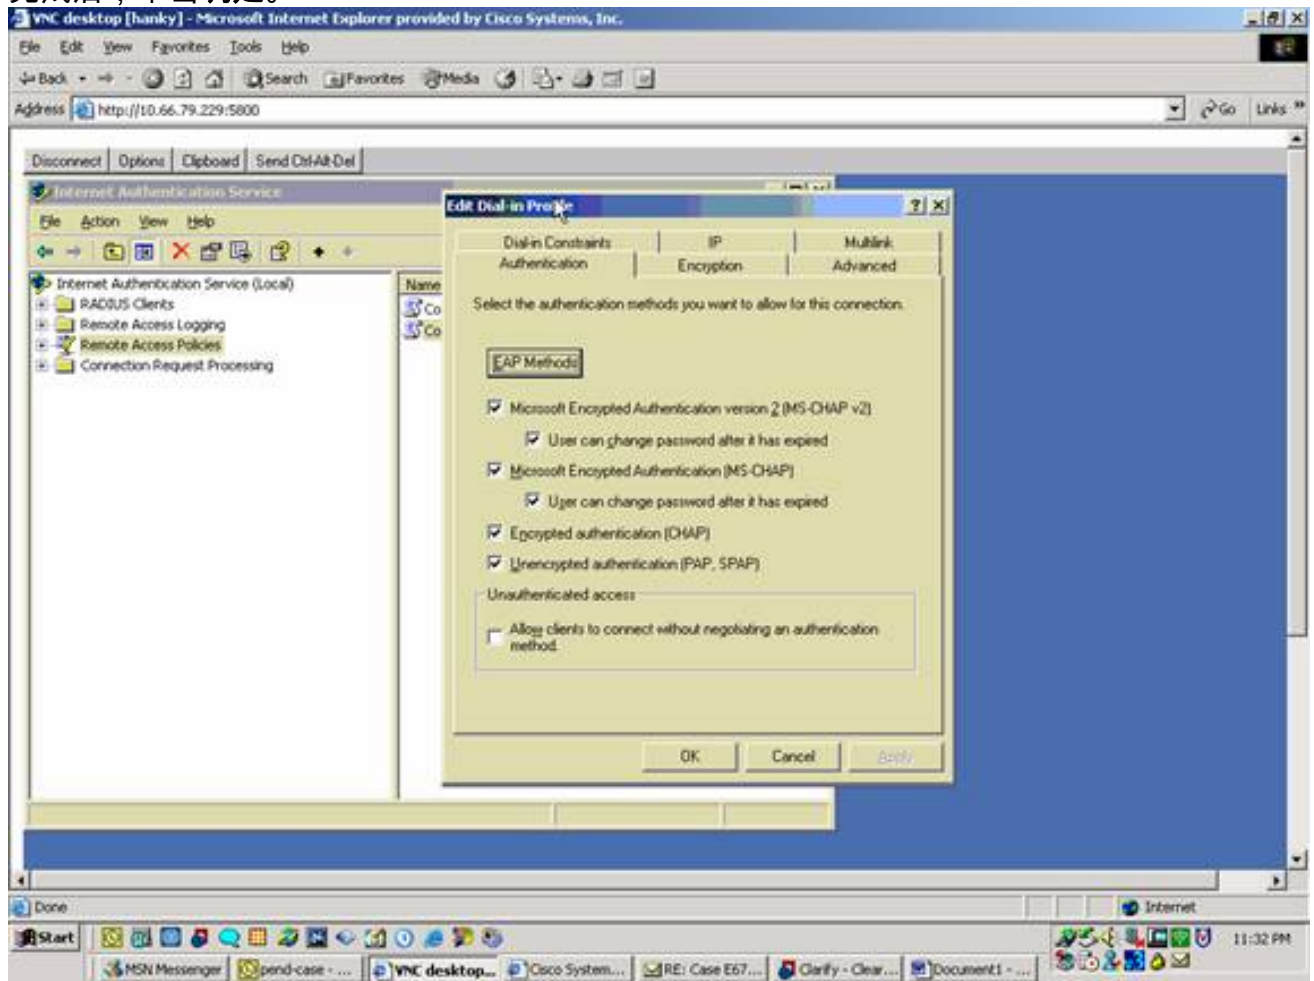 VNC desktop [hanky] - Microsoft Internet Explorer provided by Cisco Systems, Inc.
File Edit View Favorites Tools Help
Back Search Favorites Media
Address http://10.66.79.229:5800 Go Links »
Disconnect Options Clipboard Send Ctrl-Alt-Del
Internet Authentication Service
File Action View Help
Internet Authentication Service (Local)
RADIUS Clients
Remote Access Logging
Remote Access Policies
Connection Request Processing
Name
Co
Co
Edit Dial-in Profile
Dial-in Constraints IP Multilink
Authentication Encryption Advanced
Select the authentication methods you want to allow for this connection.
EAP Methods
Microsoft Encrypted Authentication version 2 (MS-CHAP v2)
User can change password after it has expired
Microsoft Encrypted Authentication (MS-CHAP)
User can change password after it has expired
Encrypted authentication (CHAP)
Unencrypted authentication (PAP, SPAP)
Unauthenticated access
Allow clients to connect without negotiating an authentication
method.
OK Cancel Apply
Done Internet
Start 11:32 PM
MSN Messenger pend-case - ... VNC desktop... Cisco System... RE: Case E67... Clarify - Clear... Document1 - ...